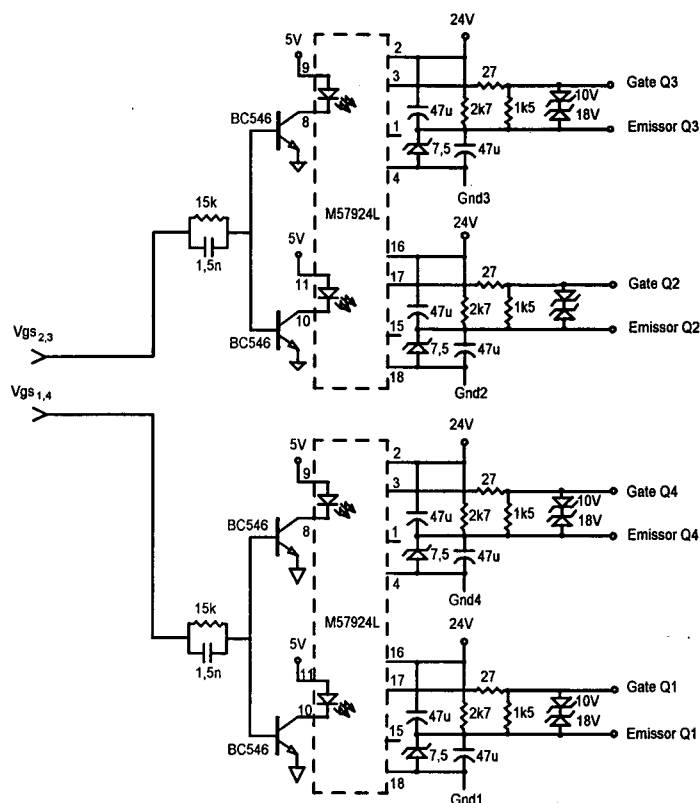 24V
5V
2
9
3
27
Gate Q3
10V
BC546
47u
2k7
1k5
18V
8
1
Emissor Q3
7,5
47u
4
15k
M57924L
Gnd3
24V
1,5n
5V
16
17
27
Gate Q2
11
47u
2k7
1k5
10
15
Emissor Q2
Vgs2,3
BC546
7,5
47u
18
Vgs1,4
Gnd2
24V
5V
2
9
3
27
Gate Q4
10V
BC546
47u
2k7
1k5
18V
8
1
Emissor Q4
7,5
47u
4
15k
M57924L
Gnd4
24V
1,5n
5V
16
11
17
27
Gate Q1
10V
47u
2k7
1k5
18V
10
15
Emissor Q1
BC546
7,5
47u
18
Gnd1